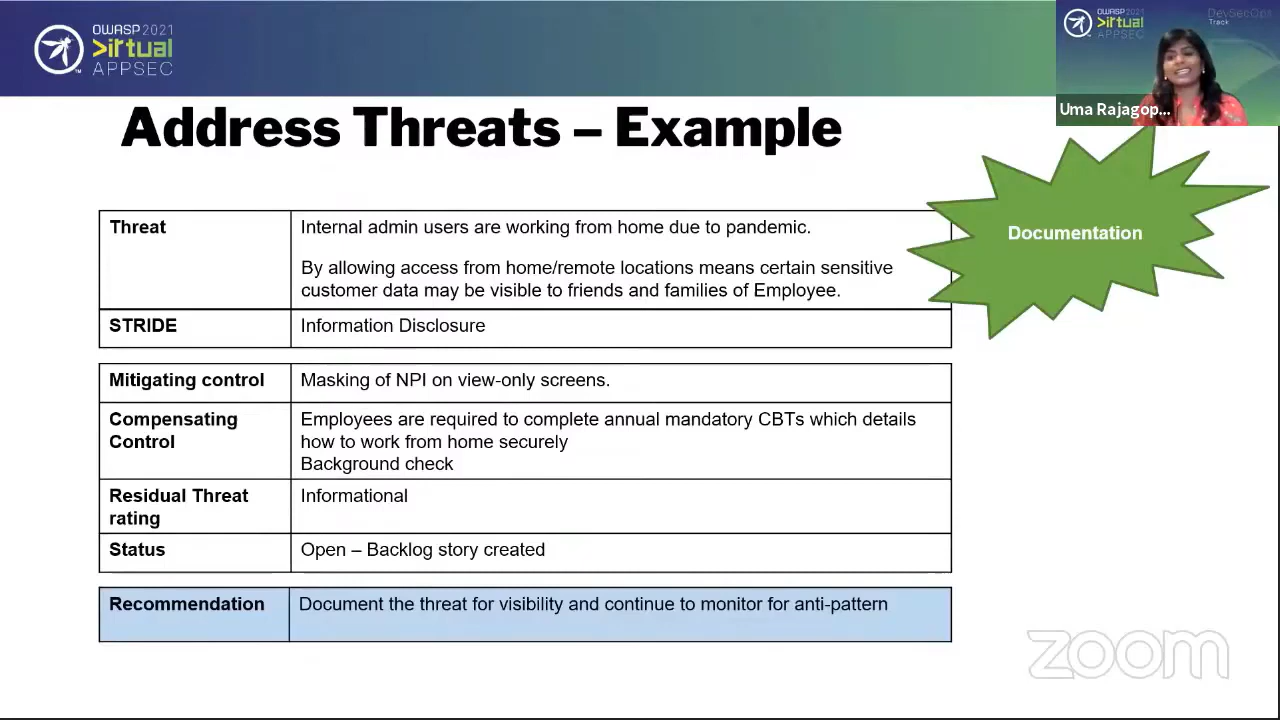 OWASP 2021
Virtual
APPSEC
OWASP 2021
Virtual
APPSEC
DevSecOps
Track
Uma Rajagop...
Address Threats – Example
Documentation
Threat
Internal admin users are working from home due to pandemic.
By allowing access from home/remote locations means certain sensitive
customer data may be visible to friends and families of Employee.
STRIDE
Information Disclosure
Mitigating control
Masking of NPI on view-only screens.
Compensating
Control
Employees are required to complete annual mandatory CBTs which details
how to work from home securely
Background check
Residual Threat
rating
Informational
Status
Open – Backlog story created
Recommendation
Document the threat for visibility and continue to monitor for anti-pattern
zoom